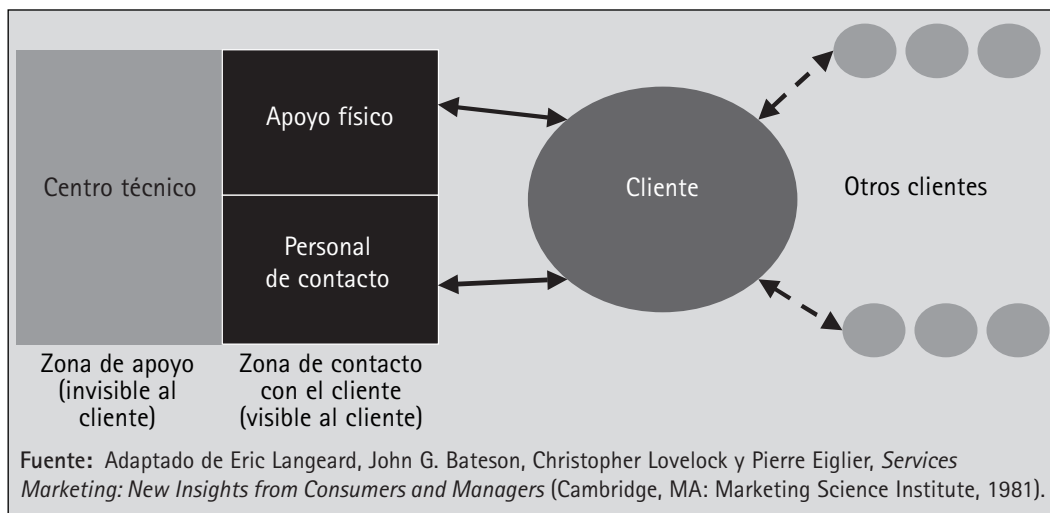 Centro técnico
Apoyo físico
Personal
de contacto
Cliente
Otros clientes
Zona de apoyo
(invisible al
cliente)
Zona de contacto
con el cliente
(visible al cliente)
Fuente: Adaptado de Eric Langeard, John G. Bateson, Christopher Lovelock y Pierre Eiglier, Services
Marketing: New Insights from Consumers and Managers (Cambridge, MA: Marketing Science Institute, 1981).